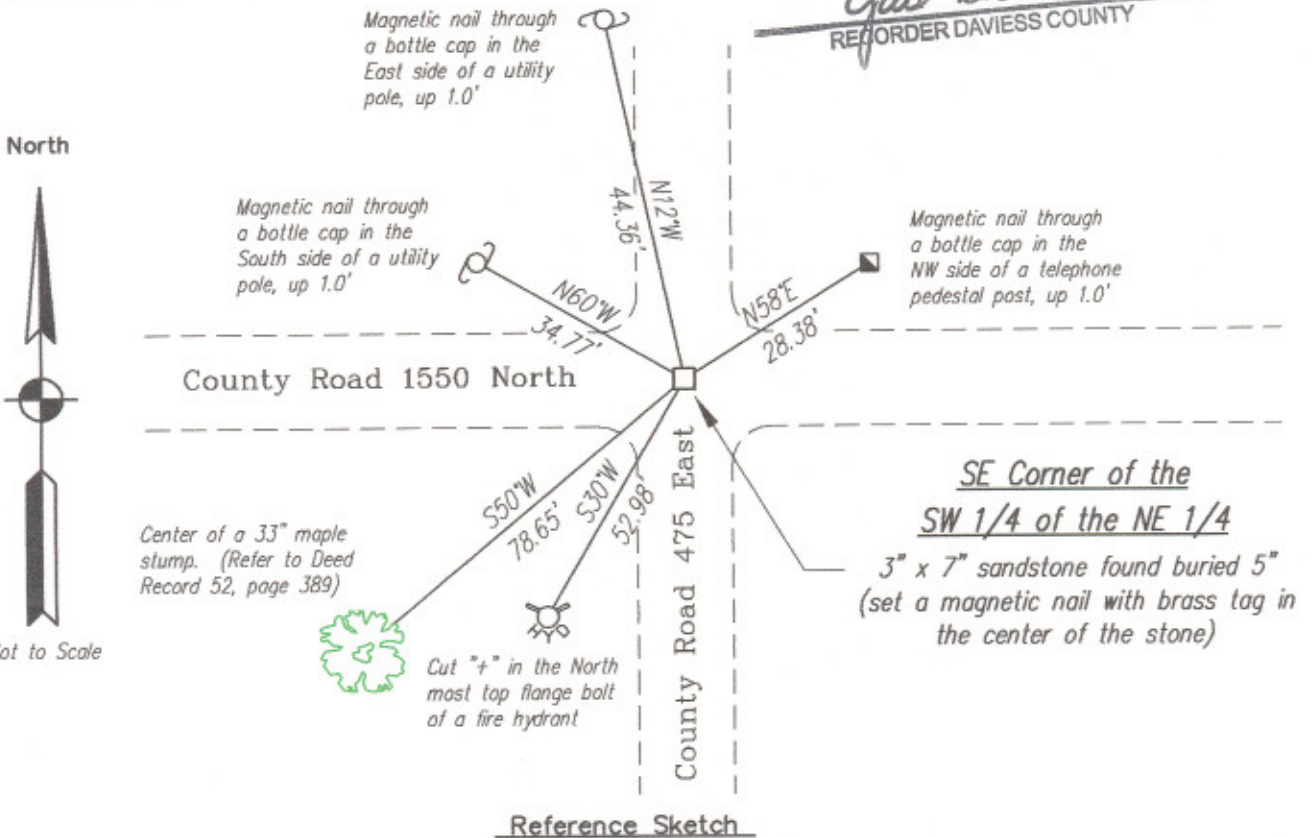 RECORDER DAVIESS COUNTY
Magnetic nail through
a bottle cap in the
East side of a utility
pole, up 1.0'
North
Magnetic nail through
a bottle cap in the
South side of a utility
pole, up 1.0'
N12°W
44.36'
Magnetic nail through
a bottle cap in the
NW side of a telephone
pedestal post, up 1.0'
N60°W
34.77'
N58°E
28.38'
County Road 1550 North
S50°W
78.65'
S30°W
52.98'
County Road 475 East
SE Corner of the
SW 1/4 of the NE 1/4
3" x 7" sandstone found buried 5"
(set a magnetic nail with brass tag in
the center of the stone)
Center of a 33" maple
stump. (Refer to Deed
Record 52, page 389)
to Scale
HYD
Cut "+" in the North
most top flange bolt
of a fire hydrant
Reference Sketch